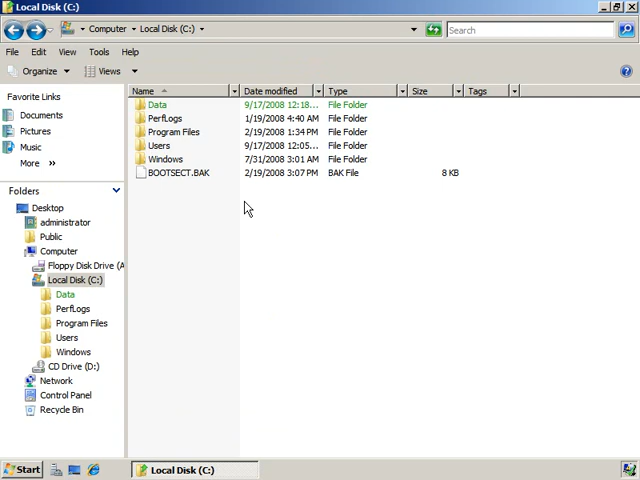 Local Disk (C:)
Computer Local Disk (C:) Search
File Edit View Tools Help
Organize Views
Favorite Links
Documents
Pictures
Music
More »
Folders
Desktop
administrator
Public
Computer
Floppy Disk Drive (A
Local Disk (C:)
Data
PerfLogs
Program Files
Users
Windows
CD Drive (D:)
Network
Control Panel
Recycle Bin
Name Date modified Type Size Tags
Data 9/17/2008 12:18... File Folder
PerfLogs 1/19/2008 4:40 AM File Folder
Program Files 2/19/2008 1:34 PM File Folder
Users 9/17/2008 12:05... File Folder
Windows 7/31/2008 3:01 AM File Folder
BOOTSECT.BAK 2/19/2008 3:07 PM BAK File 8 KB
Start Local Disk (C:)